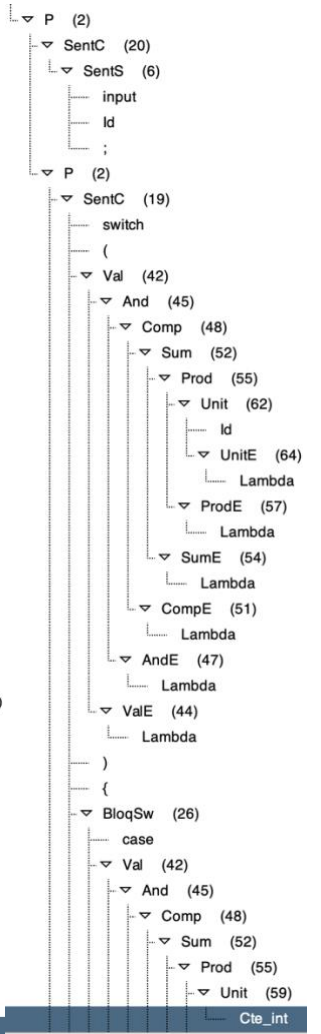 P (2)
SentC (20)
SentS (6)
input
Id
;
P (2)
SentC (19)
switch
(
Val (42)
And (45)
Comp (48)
Sum (52)
Prod (55)
Unit (62)
Id
UnitE (64)
Lambda
ProdE (57)
Lambda
SumE (54)
Lambda
CompE (51)
Lambda
AndE (47)
Lambda
ValE (44)
Lambda
)
{
BloqSw (26)
case
Val (42)
And (45)
Comp (48)
Sum (52)
Prod (55)
Unit (59)
Cte_int